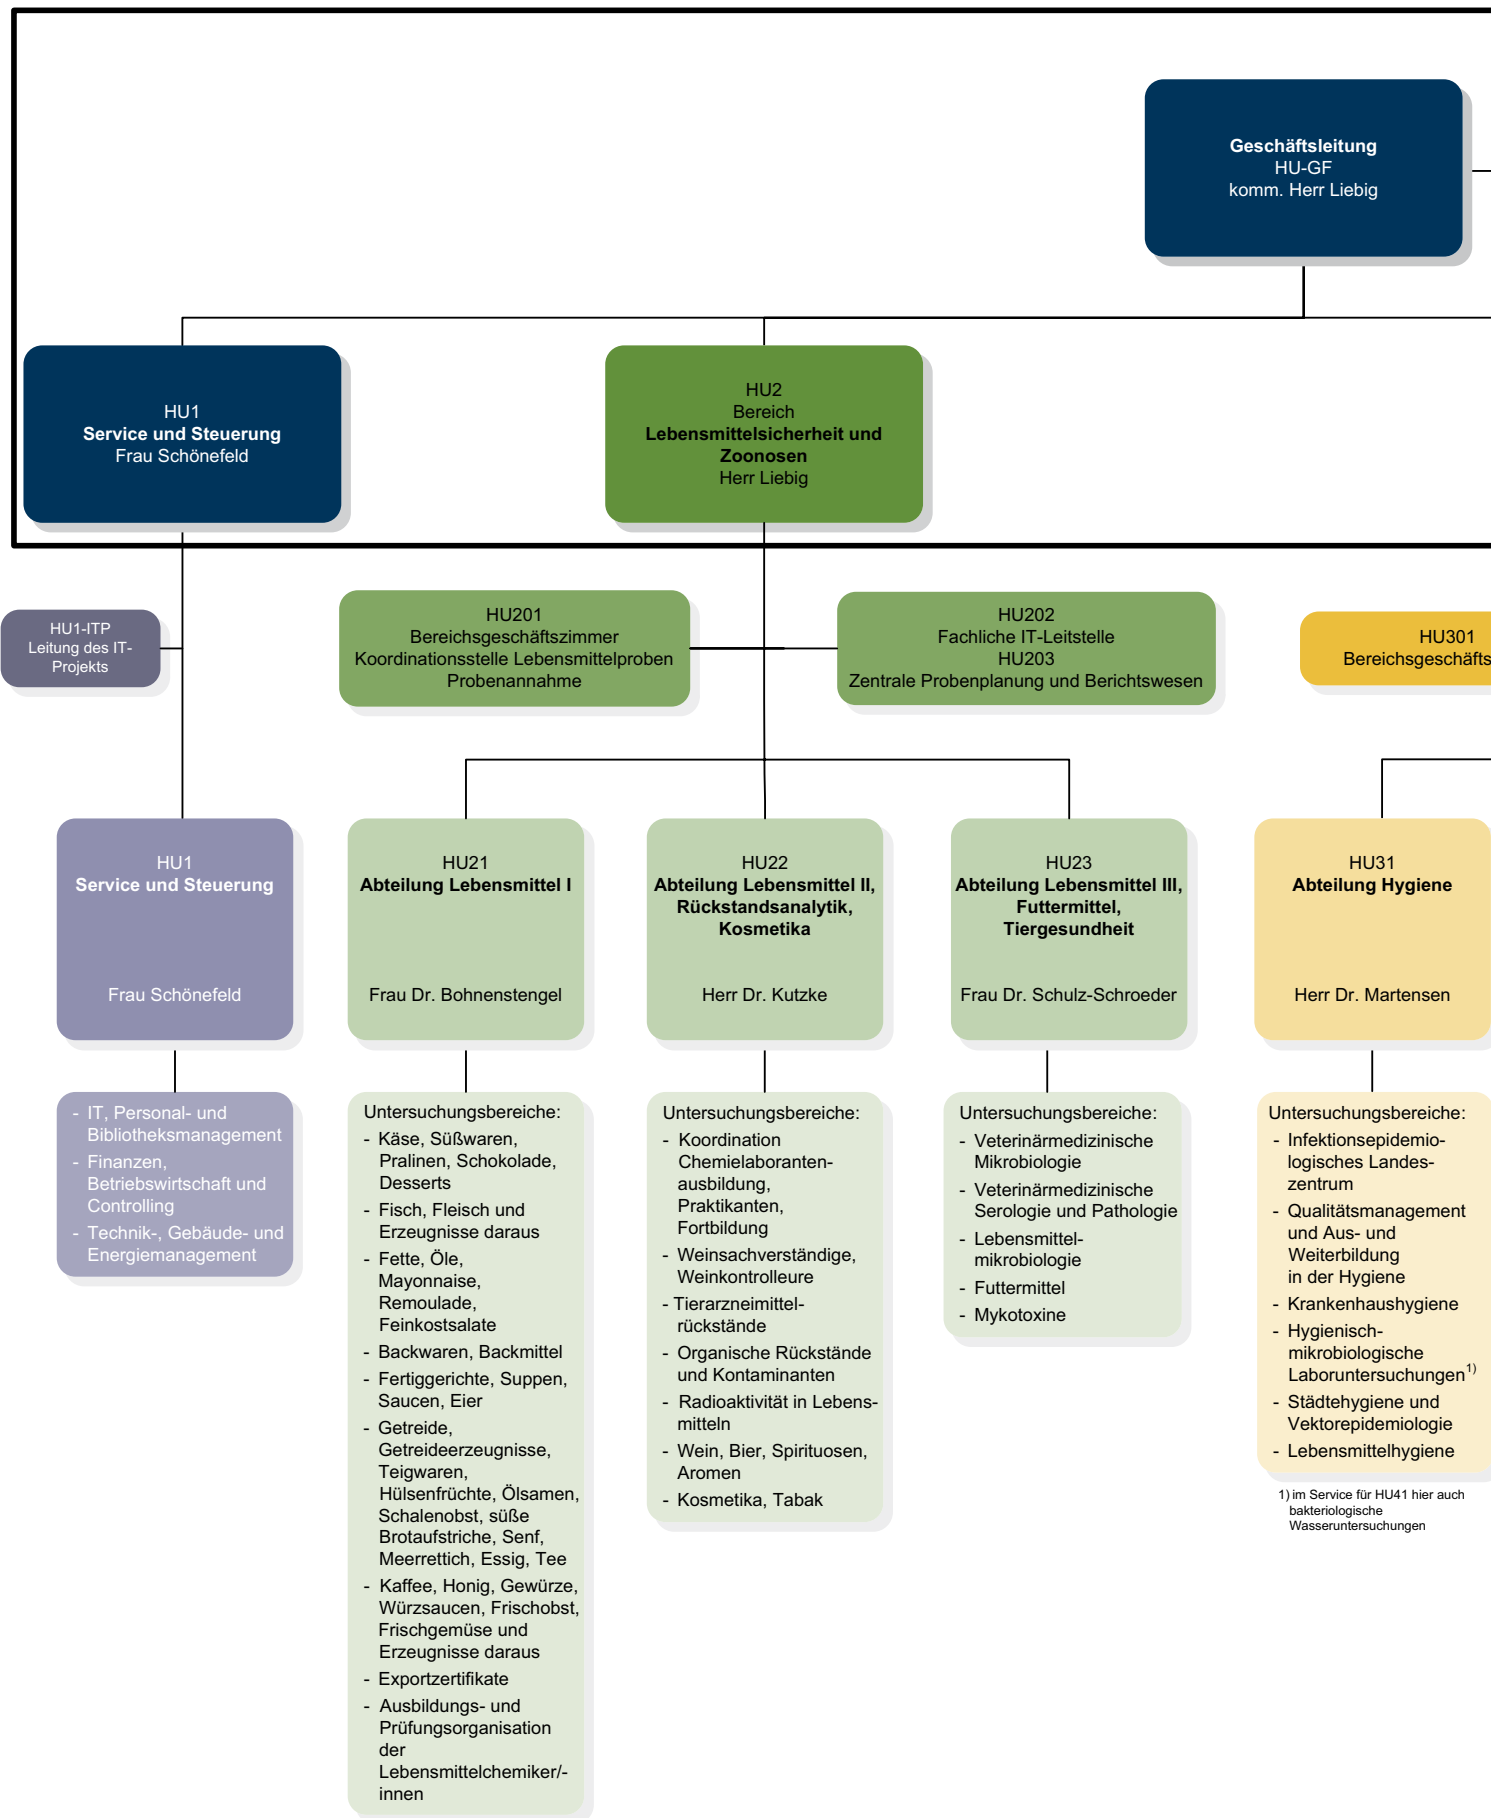 Geschäftsleitung
HU-GF
komm. Herr Liebig
HU1
Service und Steuerung
Frau Schönefeld
HU2
Bereich
Lebensmittelsicherheit und
Zoonosen
Herr Liebig
HU1-ITP
Leitung des IT-
Projekts
HU201
Bereichsgeschäftszimmer
Koordinationsstelle Lebensmittelproben
Probenannahme
HU202
Fachliche IT-Leitstelle
HU203
Zentrale Probenplanung und Berichtswesen
HU301
Bereichsgeschäfts
HU1
Service und Steuerung
Frau Schönefeld
HU21
Abteilung Lebensmittel I
Frau Dr. Bohnenstengel
HU22
Abteilung Lebensmittel II,
Rückstandsanalytik,
Kosmetika
Herr Dr. Kutzke
HU23
Abteilung Lebensmittel III,
Futtermittel,
Tiergesundheit
Frau Dr. Schulz-Schroeder
HU31
Abteilung Hygiene
Herr Dr. Martensen
- IT, Personal- und
Bibliotheksmanagement
- Finanzen,
Betriebswirtschaft und
Controlling
- Technik-, Gebäude- und
Energiemanagement
Untersuchungsbereiche:
- Käse, Süßwaren,
Pralinen, Schokolade,
Desserts
- Fisch, Fleisch und
Erzeugnisse daraus
- Fette, Öle,
Mayonnaise,
Remoulade,
Feinkostsalate
- Backwaren, Backmittel
- Fertiggerichte, Suppen,
Saucen, Eier
- Getreide,
Getreideerzeugnisse,
Teigwaren,
Hülsenfrüchte, Ölsamen,
Schalenobst, süße
Brotaufstriche, Senf,
Meerrettich, Essig, Tee
- Kaffee, Honig, Gewürze,
Würzsaucen, Frischobst,
Frischgemüse und
Erzeugnisse daraus
- Exportzertifikate
- Ausbildungs- und
Prüfungsorganisation
der
Lebensmittelchemiker/-
innen
Untersuchungsbereiche:
- Koordination
Chemielaboranten-
ausbildung,
Praktikanten,
Fortbildung
- Weinsachverständige,
Weinkontrolleure
- Tierarzneimittel-
rückstände
- Organische Rückstände
und Kontaminanten
- Radioaktivität in Lebens-
mitteln
- Wein, Bier, Spirituosen,
Aromen
- Kosmetika, Tabak
Untersuchungsbereiche:
- Veterinärmedizinische
Mikrobiologie
- Veterinärmedizinische
Serologie und Pathologie
- Lebensmittel-
mikrobiologie
- Futtermittel
- Mykotoxine
Untersuchungsbereiche:
- Infektionsepidemio-
logisches Landes-
zentrum
- Qualitätsmanagement
und Aus- und
Weiterbildung
in der Hygiene
- Krankenhaushygiene
- Hygienisch-
mikrobiologische
Laboruntersuchungen 1)
- Städtehygiene und
Vektorepidemiologie
- Lebensmittelhygiene
1) im Service für HU41 hier auch
bakteriologische
Wasseruntersuchungen